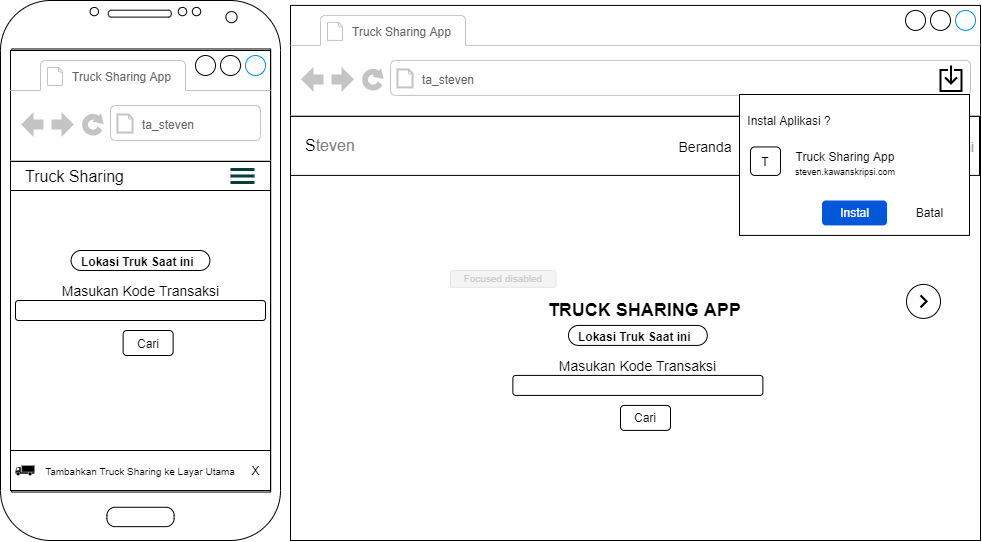 Truck Sharing App
ta_steven
Truck Sharing
Lokasi Truk Saat ini
Masukan Kode Transaksi
Cari
Tambahkan Truck Sharing ke Layar Utama X
Truck Sharing App
ta_steven
Steven Beranda i
Instal Aplikasi ?
T Truck Sharing App
steven.kawanskripsi.com
Instal Batal
Focused disabled
TRUCK SHARING APP
Lokasi Truk Saat ini
Masukan Kode Transaksi
Cari